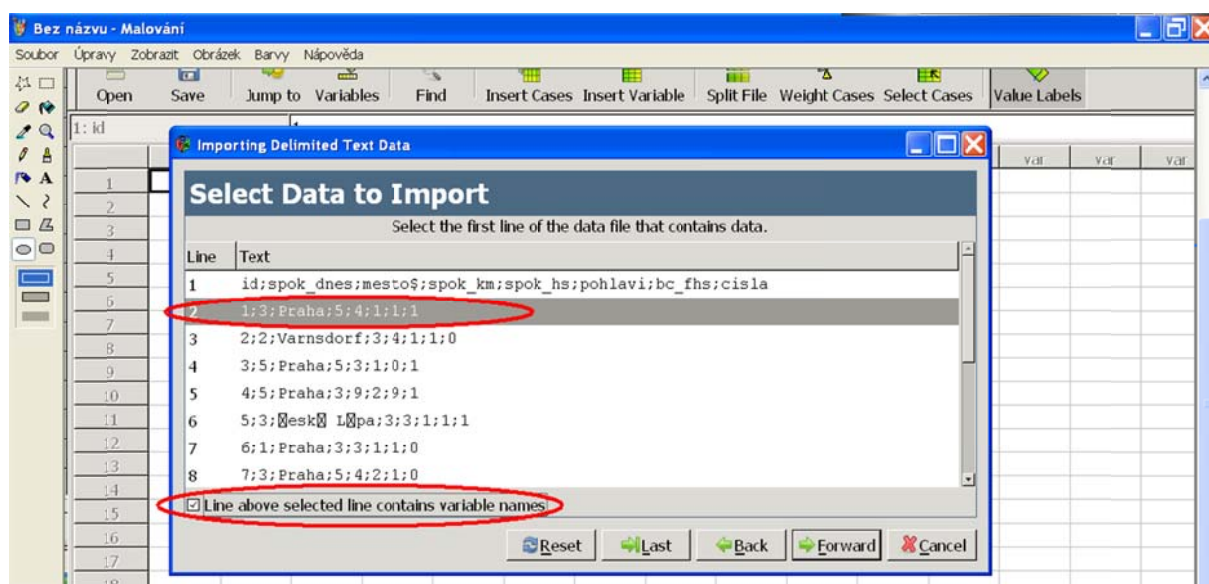 Bez názvu - Malování
Soubor Úpravy Zobrazit Obrázek Barvy Nápověda
Open Save Jump to Variables Find Insert Cases Insert Variable Split File Weight Cases Select Cases Value Labels
1: id
Importing Delimited Text Data
var var var
Select Data to Import
Select the first line of the data file that contains data.
Line Text
1 id;spok_dnes;mesto$;spok_km;spok_hs;pohlavi;bc_fhs;cisla
2 1;3;Praha;5;4;1;1;1
3 2;2;Varnsdorf;3;4;1;1;0
4 3;5;Praha;5;3;1;0;1
5 4;5;Praha;3;9;2;9;1
6 5;3;�esk� L�pa;3;3;1;1;1
7 6;1;Praha;3;3;1;1;0
8 7;3;Praha;5;4;2;1;0
Line above selected line contains variable names
Reset Last Back Forward Cancel
1
2
3
4
5
6
7
8
9
10
11
12
13
14
15
16
17